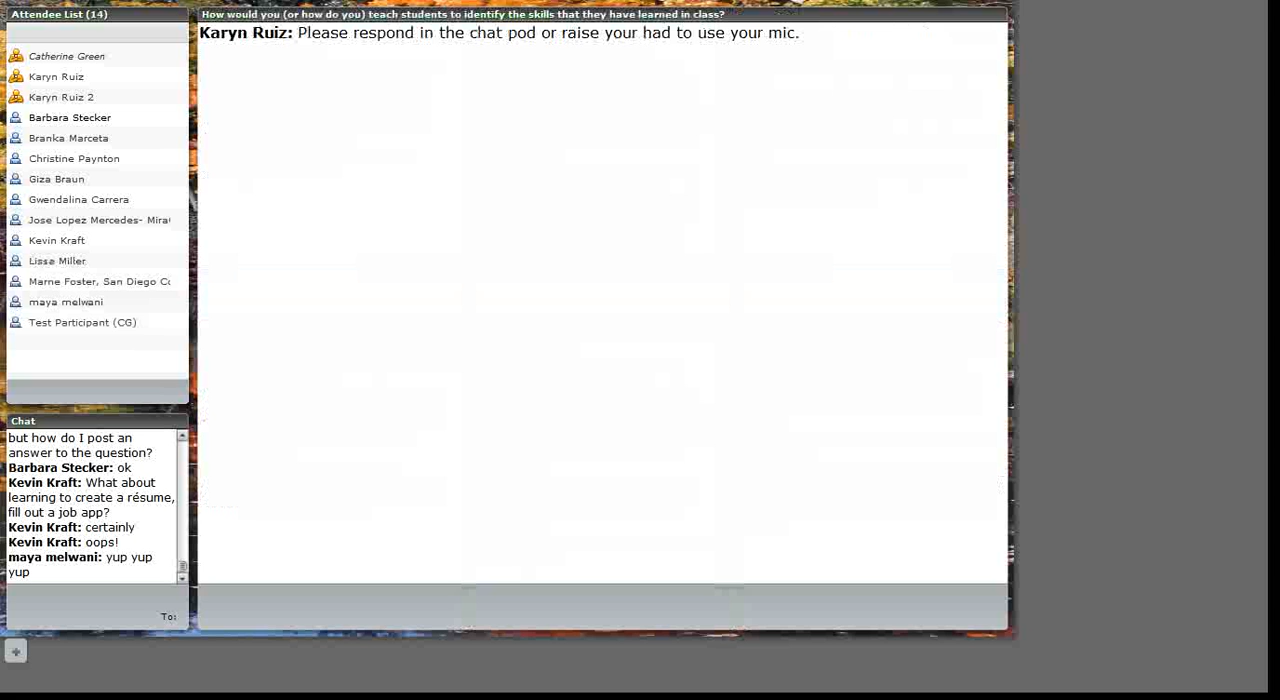 Attendee List (14)
Catherine Green
Karyn Ruiz
Karyn Ruiz 2
Barbara Stecker
Branka Marceta
Christine Paynton
Giza Braun
Gwendalina Carrera
Jose Lopez Mercedes- Mira
Kevin Kraft
Lissa Miller
Marne Foster, San Diego Co
maya melwani
Test Participant (CG)
Chat
but how do I post an
answer to the question?
Barbara Stecker: ok
Kevin Kraft: What about
learning to create a résume,
fill out a job app?
Kevin Kraft: certainly
Kevin Kraft: oops!
maya melwani: yup yup
yup
To:
How would you (or how do you) teach students to identify the skills that they have learned in class?
Karyn Ruiz: Please respond in the chat pod or raise your had to use your mic.